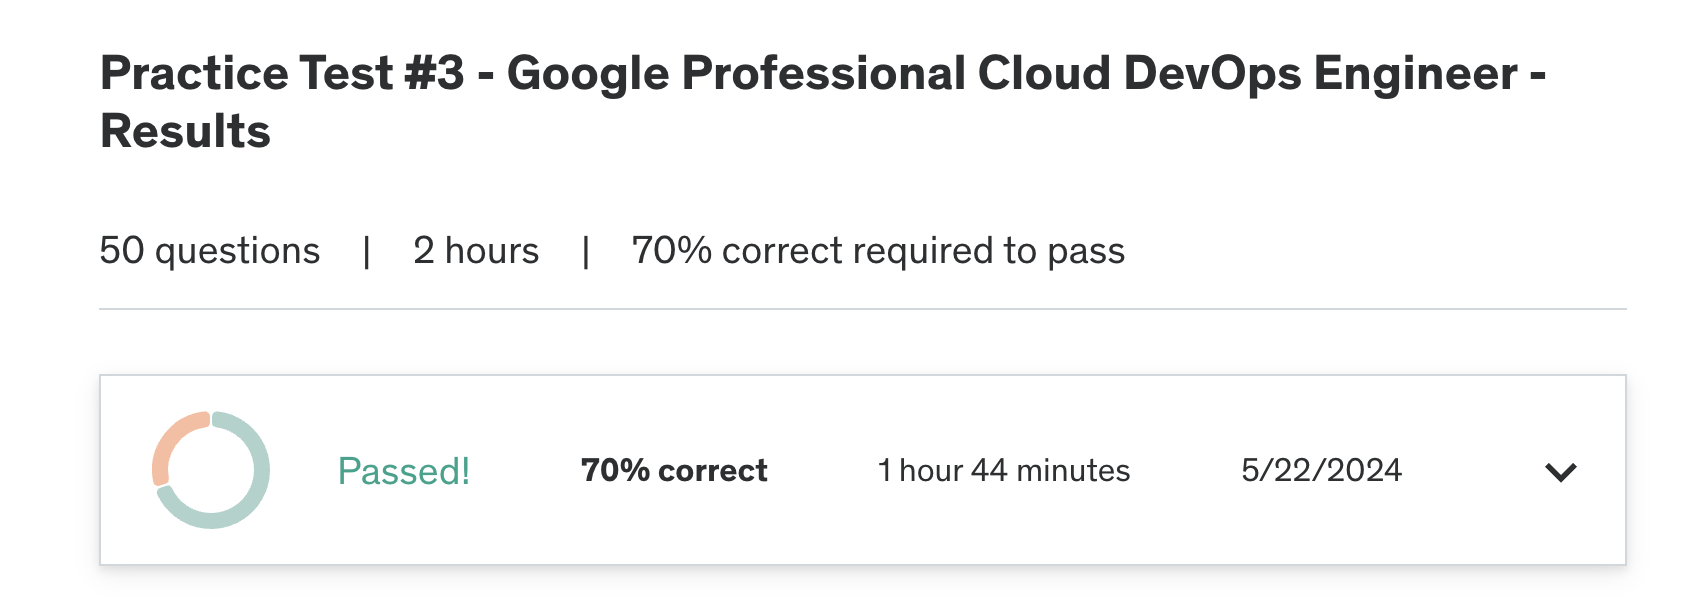 Practice Test #3 - Google Professional Cloud DevOps Engineer -
Results
50 questions | 2 hours | 70% correct required to pass
Passed! 70% correct 1 hour 44 minutes 5/22/2024